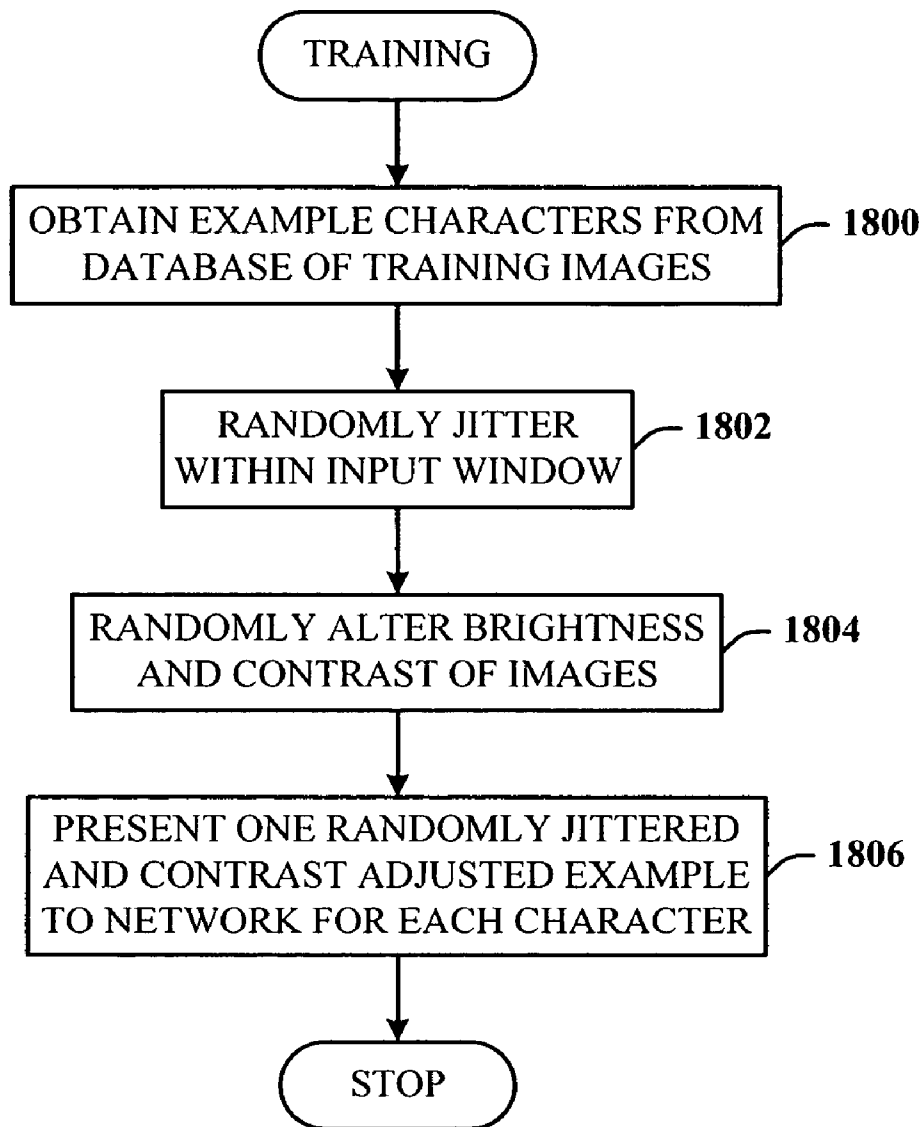 TRAINING
OBTAIN EXAMPLE CHARACTERS FROM
DATABASE OF TRAINING IMAGES
1800
RANDOMLY JITTER
WITHIN INPUT WINDOW
1802
RANDOMLY ALTER BRIGHTNESS
AND CONTRAST OF IMAGES
1804
PRESENT ONE RANDOMLY JITTERED
AND CONTRAST ADJUSTED EXAMPLE
TO NETWORK FOR EACH CHARACTER
1806
STOP